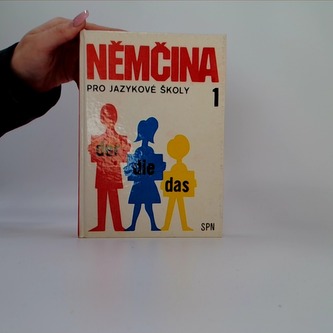 NĚMČINA
PRO JAZYKOVÉ ŠKOLY 1
der
die
das
SPN